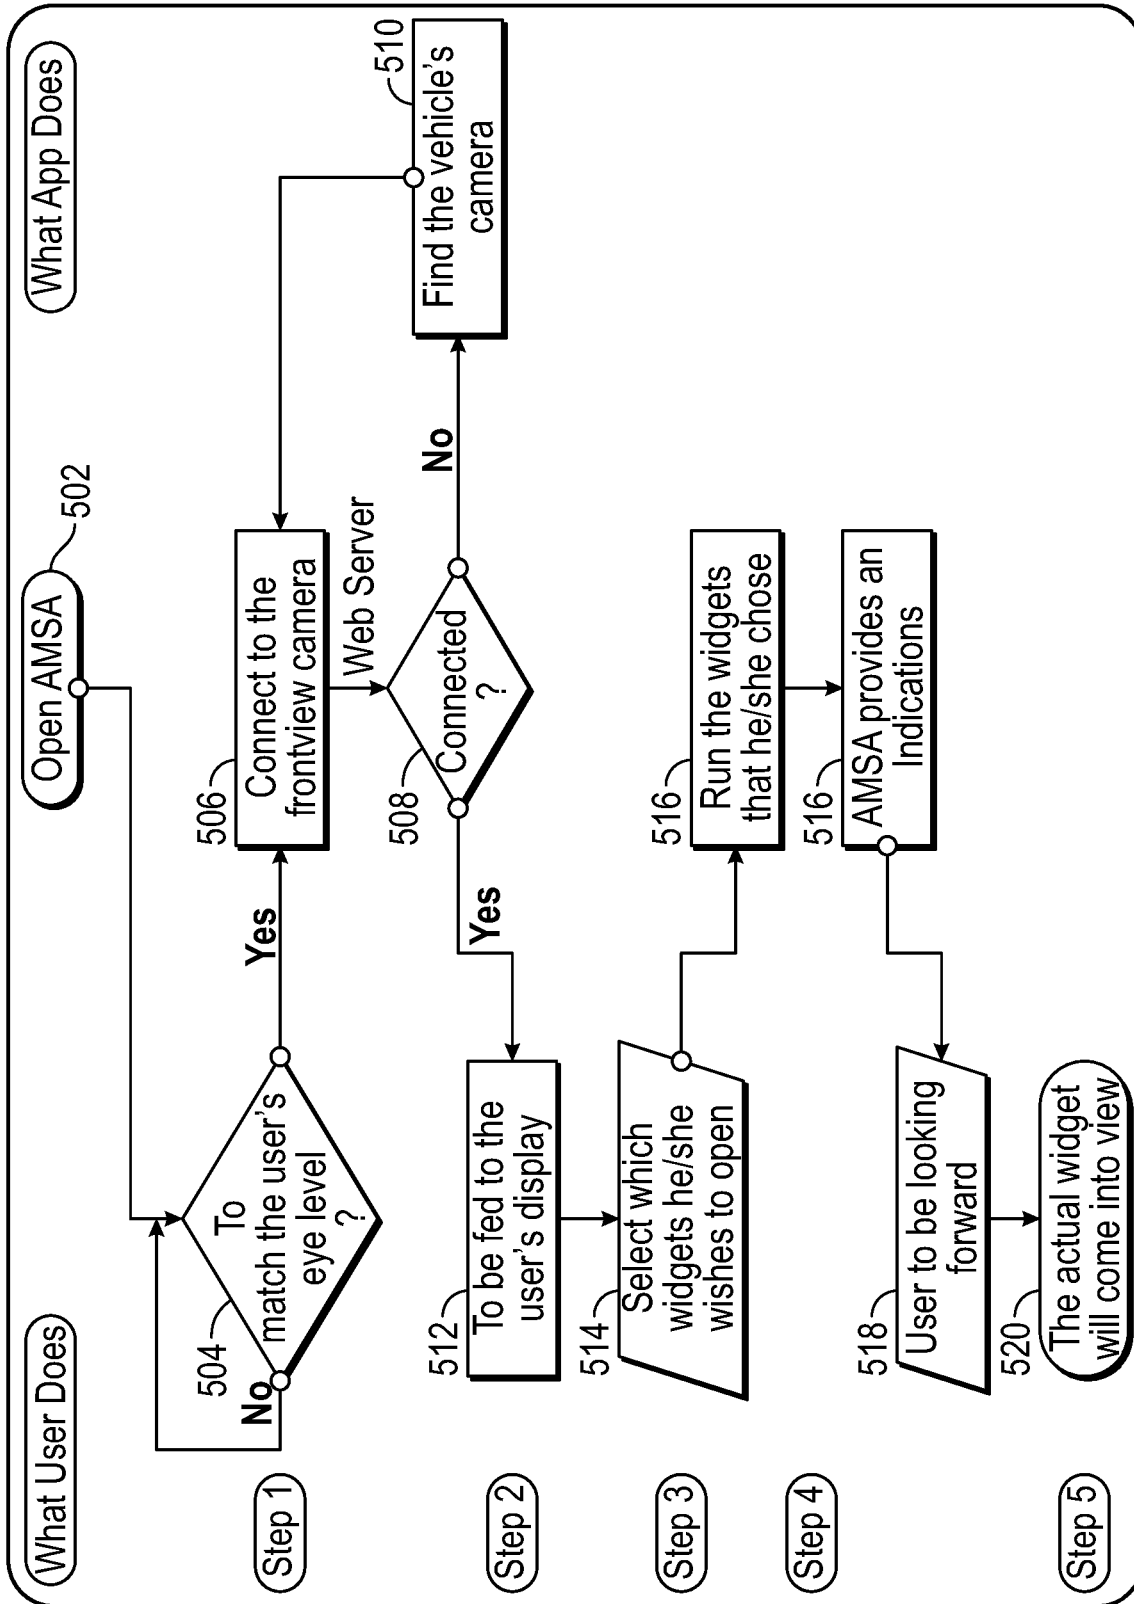 What User Does
Open AMSA
502
What App Does
Step 1
504
To
match the user's
eye level
?
No
Yes
506
Connect to the
frontview camera
Web Server
510
Find the vehicle's
camera
508
Connected
?
Yes
No
Step 2
512
To be fed to the
user's display
Step 3
514
Select which
widgets he/she
wishes to open
516
Run the widgets
that he/she chose
Step 4
516
AMSA provides an
Indications
518
User to be looking
forward
Step 5
520
The actual widget
will come into view